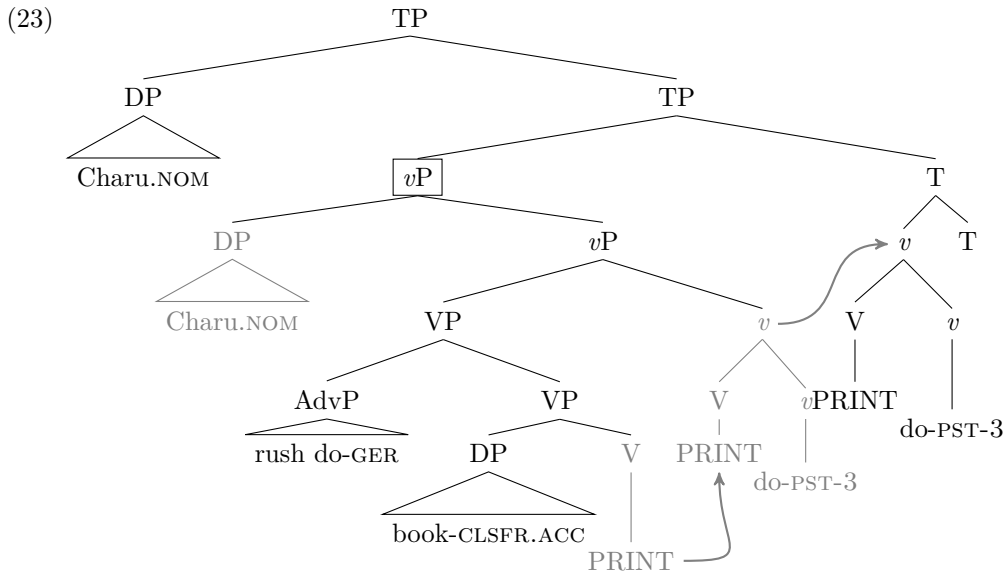 (23) TP
DP TP
Charu.NOM vP T
DP vP v T
Charu.NOM VP v V v
AdvP VP V vPRINT
rush do-GER DP V PRINT do-PST-3 do-PST-3
book-CLSFR.ACC
PRINT